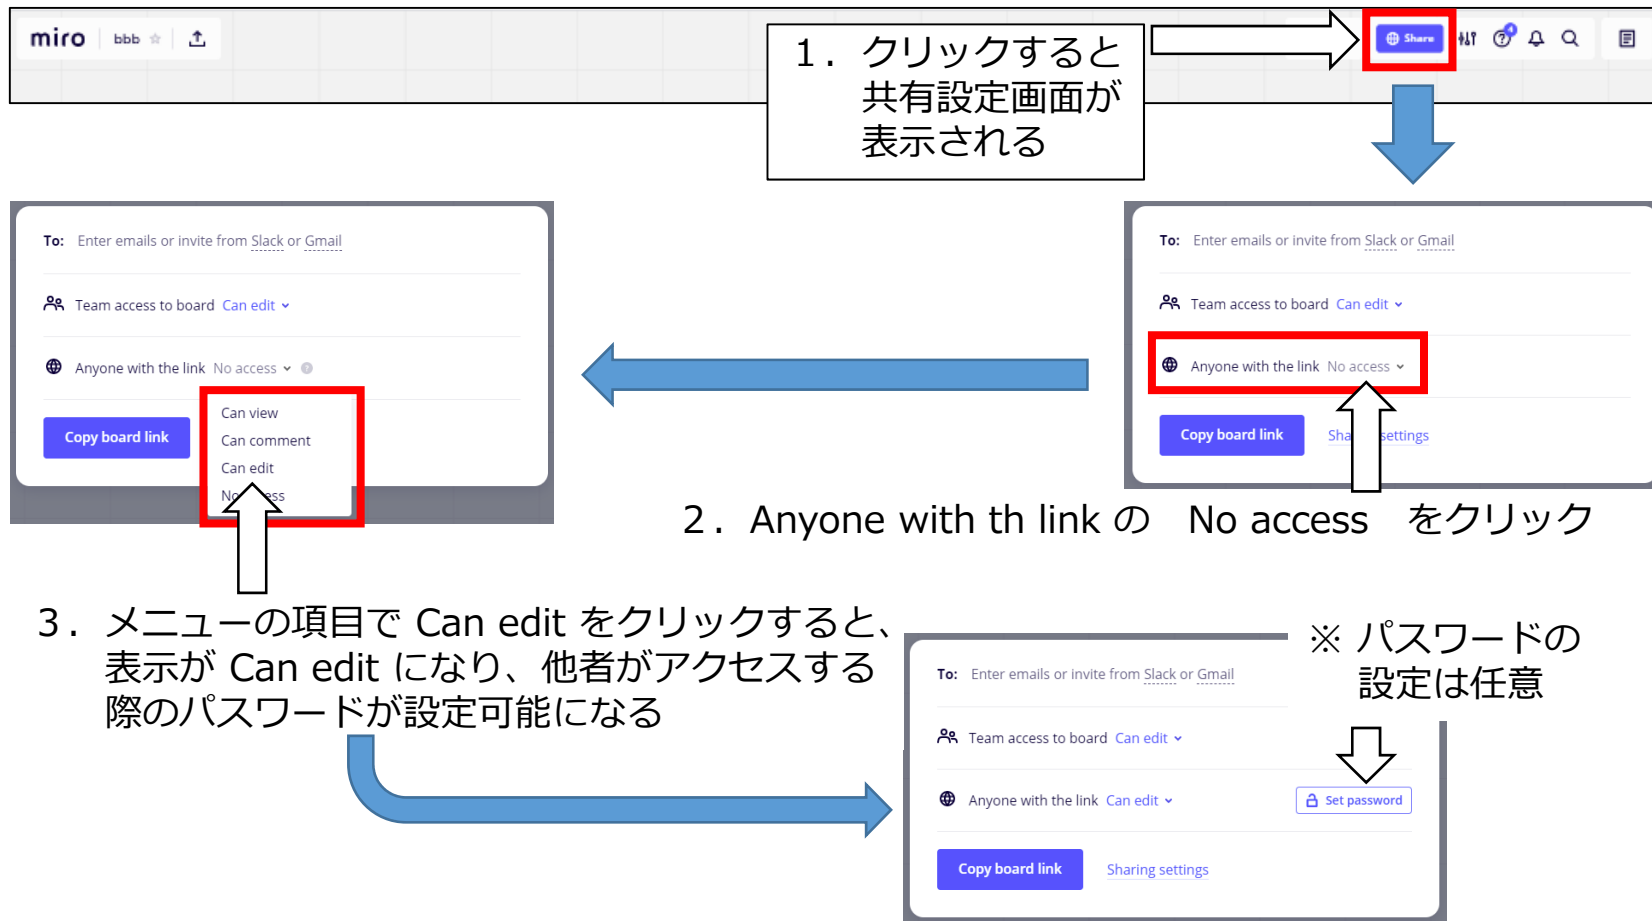 miro
bbb
1．クリックすると
共有設定画面が
表示される
Share
4
To: Enter emails or invite from Slack or Gmail
Team access to board Can edit
Anyone with the link No access
Can view
Can comment
Can edit
No access
Copy board link
To: Enter emails or invite from Slack or Gmail
Team access to board Can edit
Anyone with the link No access
Copy board link
settings
2．Anyone with th link の　No access　をクリック
3．メニューの項目で Can edit をクリックすると、
表示が Can edit になり、他者がアクセスする
際のパスワードが設定可能になる
※ パスワードの
設定は任意
To: Enter emails or invite from Slack or Gmail
Team access to board Can edit
Anyone with the link Can edit
Set password
Copy board link
Sharing settings